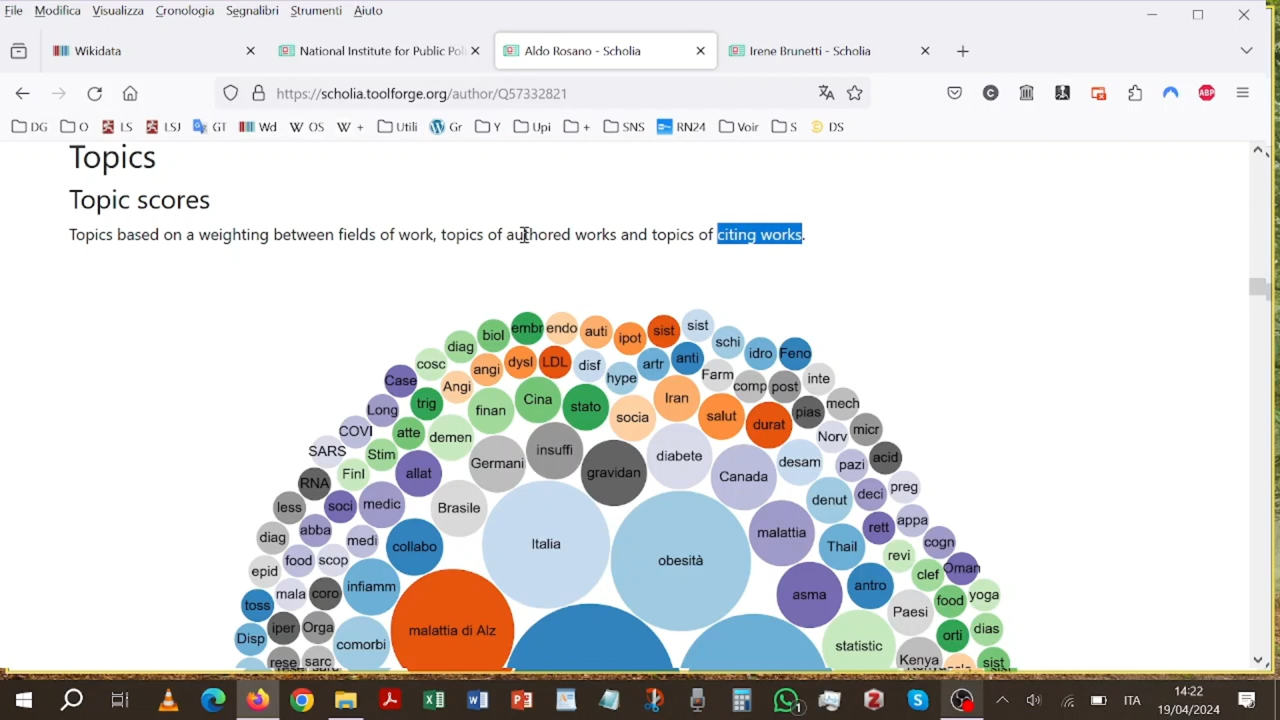 File Modifica Visualizza Cronologia Segnalibri Strumenti Aiuto
Wikidata
National Institute for Public Pol
Aldo Rosano - Scholia
Irene Brunetti - Scholia
https://scholia.toolforge.org/author/Q57332821
DG O LS LSJ GT Wd OS + Utili Gr Y Upi + SNS RN24 Voir S DS
Topics
Topic scores
Topics based on a weighting between fields of work, topics of authored works and topics of citing works.
embr endo auti ipot sist sist
biol schi
diag idro Feno
cosc angi dysl LDL disf hype artr anti Farm comp post inte
Case Angi
Long trig finan Cina stato socia Iran salut durat pias mech
COVI atte demen Norv micr
SARS Stim allat Germani insuffi gravidan diabete Canada desam pazi acid
Finl
RNA soci medic Brasile denut deci preg
less abba rett appa
diag medi collabo Italia obesità malattia Thail revi cogn
food scop clef Oman
epid mala coro infiamm asma antro food yoga
toss Paesi
iper Orga malattia di Alz orti dias
Disp comorbi statistic
rese sarc Kenya sist
14:22
ITA
19/04/2024